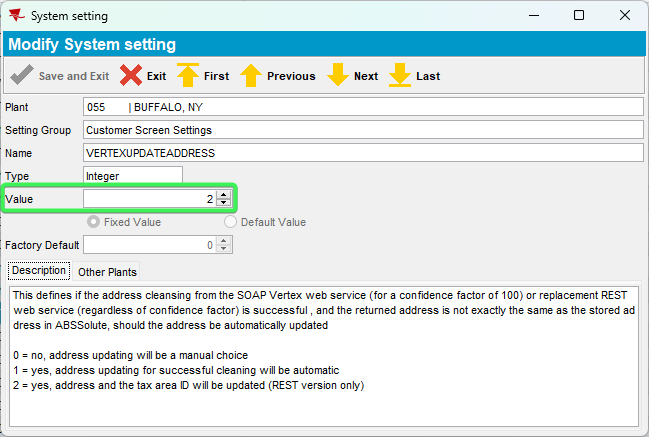 System setting
Modify System setting
Save and Exit Exit First Previous Next Last
Plant 055 | BUFFALO, NY
Setting Group Customer Screen Settings
Name VERTEXUPDATEADDRESS
Type Integer
Value 2
Fixed Value Default Value
Factory Default 0
Description Other Plants
This defines if the address cleansing from the SOAP Vertex web service (for a confidence factor of 100) or replacement REST
web service (regardless of confidence factor) is successful , and the returned address is not exactly the same as the stored ad
dress in ABSSolute, should the address be automatically updated
0 = no, address updating will be a manual choice
1 = yes, address updating for successful cleaning will be automatic
2 = yes, address and the tax area ID will be updated (REST version only)